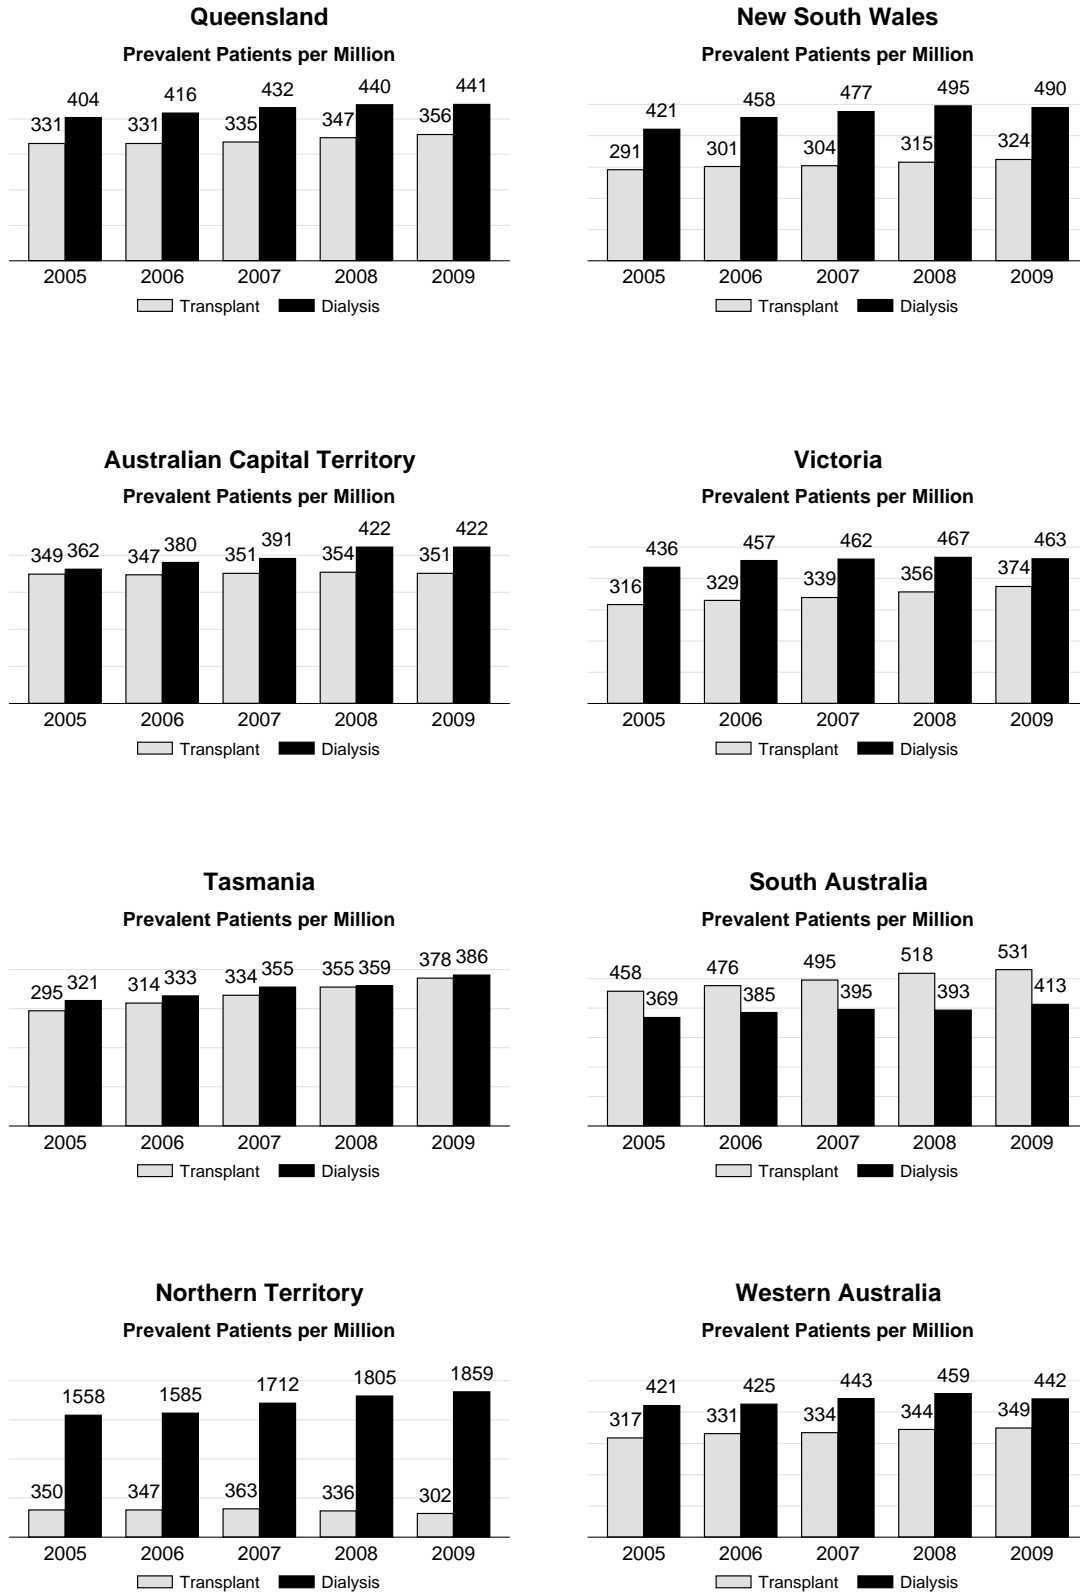 Queensland
Prevalent Patients per Million
331 404 331 416 335 432 347 440 356 441
2005 2006 2007 2008 2009
Transplant Dialysis
New South Wales
Prevalent Patients per Million
291 421 301 458 304 477 315 495 324 490
2005 2006 2007 2008 2009
Transplant Dialysis
Australian Capital Territory
Prevalent Patients per Million
349 362 347 380 351 391 354 422 351 422
2005 2006 2007 2008 2009
Transplant Dialysis
Victoria
Prevalent Patients per Million
316 436 329 457 339 462 356 467 374 463
2005 2006 2007 2008 2009
Transplant Dialysis
Tasmania
Prevalent Patients per Million
295 321 314 333 334 355 355 359 378 386
2005 2006 2007 2008 2009
Transplant Dialysis
South Australia
Prevalent Patients per Million
458 369 476 385 495 395 518 393 531 413
2005 2006 2007 2008 2009
Transplant Dialysis
Northern Territory
Prevalent Patients per Million
350 1558 347 1585 363 1712 336 1805 302 1859
2005 2006 2007 2008 2009
Transplant Dialysis
Western Australia
Prevalent Patients per Million
317 421 331 425 334 443 344 459 349 442
2005 2006 2007 2008 2009
Transplant Dialysis